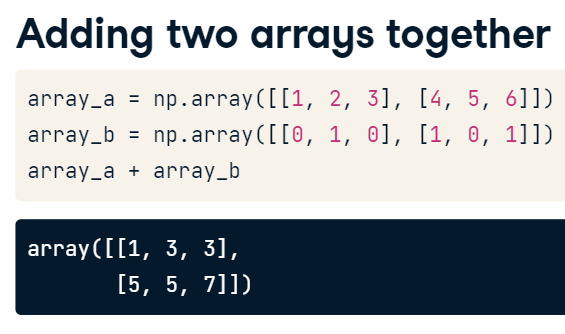 Adding two arrays together
array_a = np.array([[1, 2, 3], [4, 5, 6]])
array_b = np.array([[0, 1, 0], [1, 0, 1]])
array_a + array_b
array([[1, 3, 3],
       [5, 5, 7]])